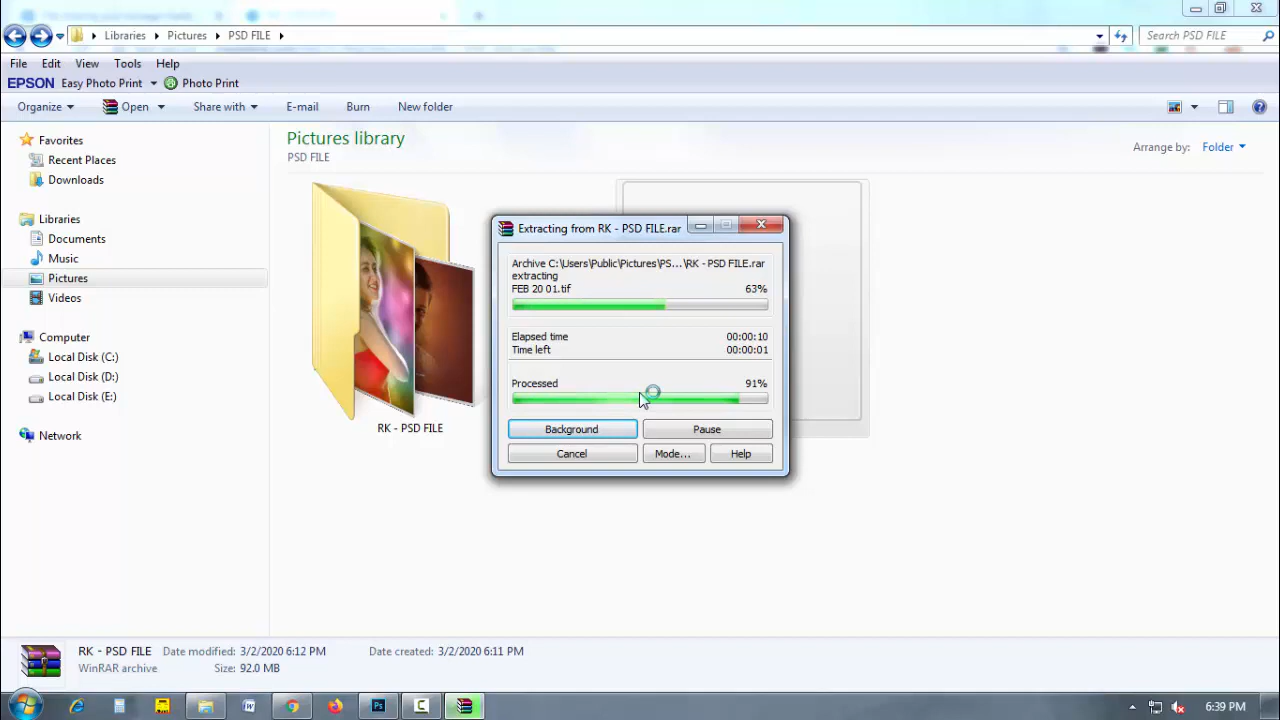 Libraries
Pictures
PSD FILE
Search PSD FILE
File Edit View Tools Help
EPSON Easy Photo Print Photo Print
Organize Open Share with E-mail Burn New folder
Favorites
Recent Places
Downloads
Libraries
Documents
Music
Pictures
Videos
Computer
Local Disk (C:)
Local Disk (D:)
Local Disk (E:)
Network
Pictures library
PSD FILE
Arrange by: Folder
RK - PSD FILE
Extracting from RK - PSD FILE.rar
Archive C:\Users\Public\Pictures\PS...\RK - PSD FILE.rar
extracting
FEB 20 01.tif 63%
Elapsed time 00:00:10
Time left 00:00:01
Processed 91%
Background Pause
Cancel Mode... Help
RK - PSD FILE Date modified: 3/2/2020 6:12 PM Date created: 3/2/2020 6:11 PM
WinRAR archive Size: 92.0 MB
6:39 PM